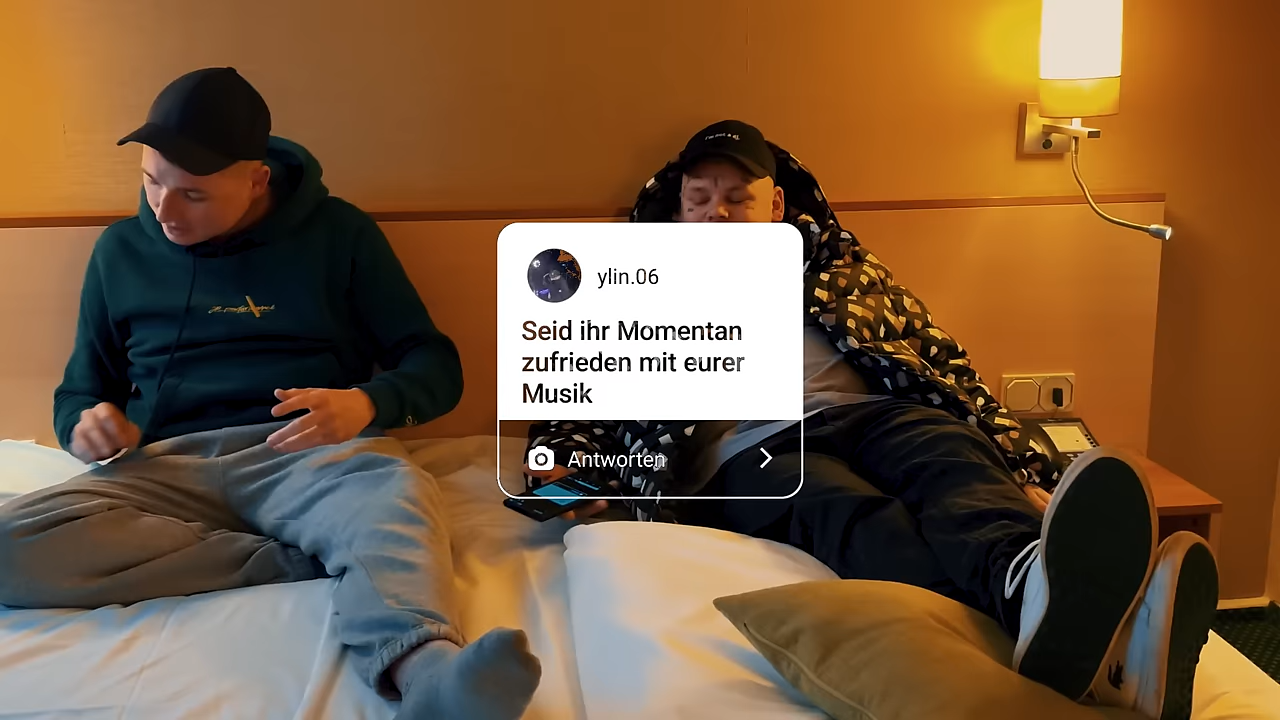 ylin.06
Seid ihr Momentan
zufrieden mit eurer
Musik
Antworten